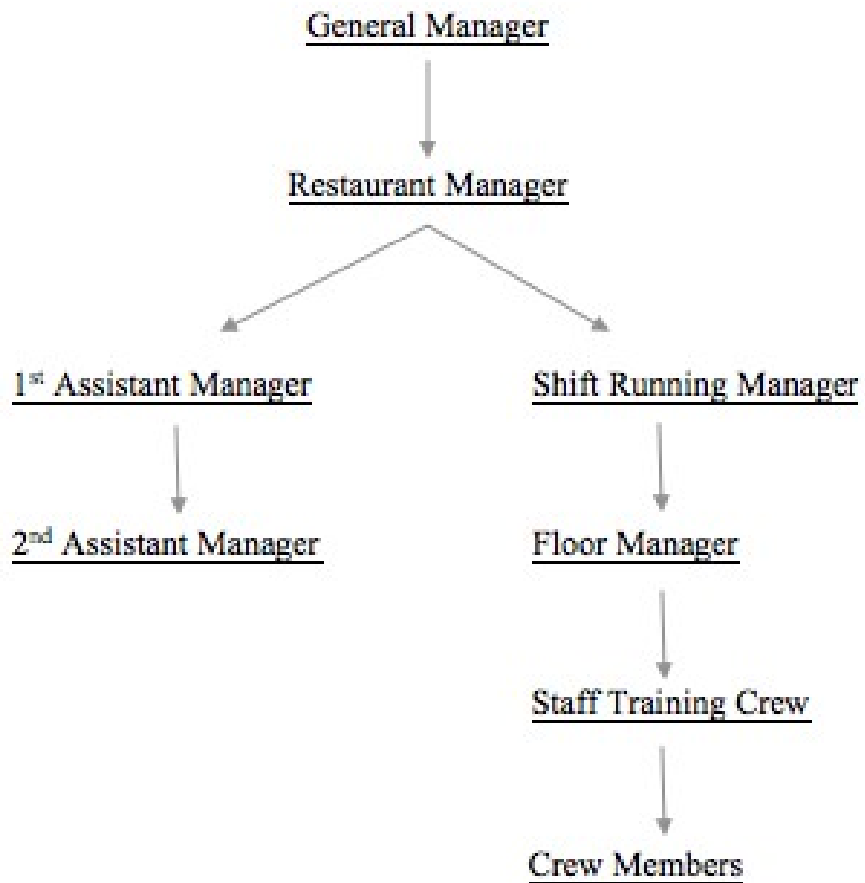 General Manager
Restaurant Manager
1st Assistant Manager
Shift Running Manager
2nd Assistant Manager
Floor Manager
Staff Training Crew
Crew Members